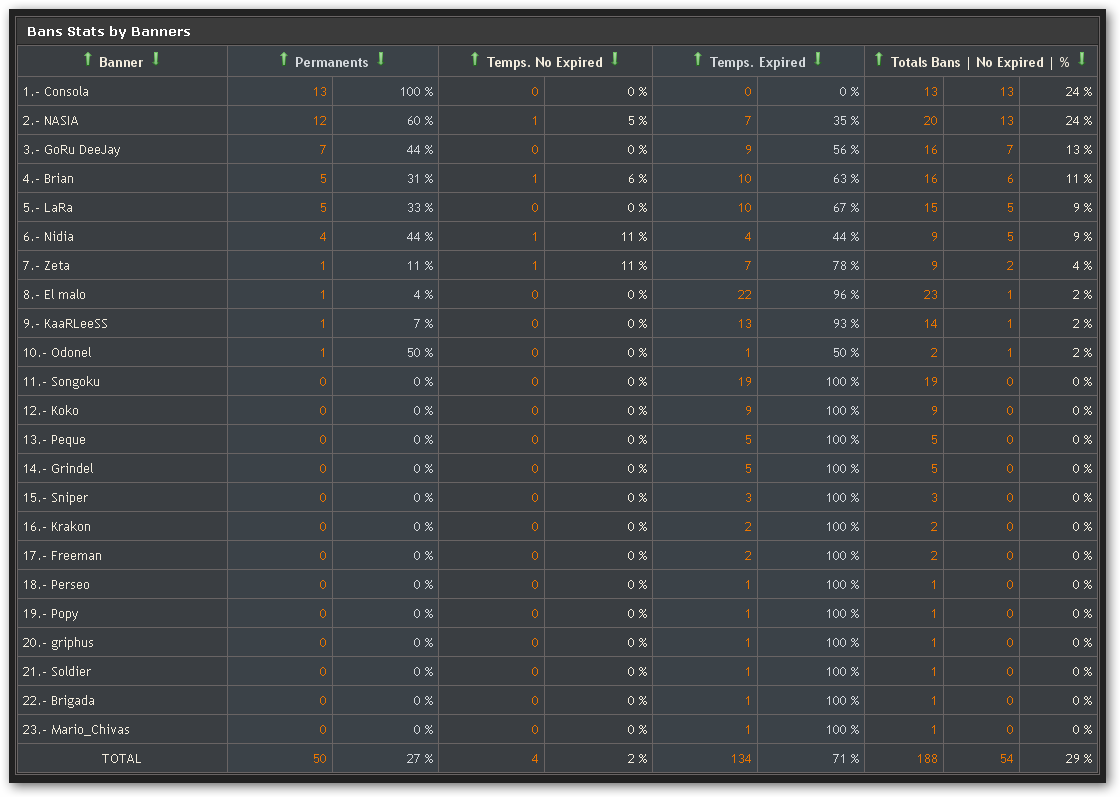 Bans Stats by Banners
Banner Permanents Temps. No Expired Temps. Expired Totals Bans | No Expired | %
1.- Consola 13 100 % 0 0 % 0 0 % 13 13 24 %
2.- NASIA 12 60 % 1 5 % 7 35 % 20 13 24 %
3.- GoRu DeeJay 7 44 % 0 0 % 9 56 % 16 7 13 %
4.- Brian 5 31 % 1 6 % 10 63 % 16 6 11 %
5.- LaRa 5 33 % 0 0 % 10 67 % 15 5 9 %
6.- Nidia 4 44 % 1 11 % 4 44 % 9 5 9 %
7.- Zeta 1 11 % 1 11 % 7 78 % 9 2 4 %
8.- El malo 1 4 % 0 0 % 22 96 % 23 1 2 %
9.- KaaRLeeSS 1 7 % 0 0 % 13 93 % 14 1 2 %
10.- Odonel 1 50 % 0 0 % 1 50 % 2 1 2 %
11.- Songoku 0 0 % 0 0 % 19 100 % 19 0 0 %
12.- Koko 0 0 % 0 0 % 9 100 % 9 0 0 %
13.- Peque 0 0 % 0 0 % 5 100 % 5 0 0 %
14.- Grindel 0 0 % 0 0 % 5 100 % 5 0 0 %
15.- Sniper 0 0 % 0 0 % 3 100 % 3 0 0 %
16.- Krakon 0 0 % 0 0 % 2 100 % 2 0 0 %
17.- Freeman 0 0 % 0 0 % 2 100 % 2 0 0 %
18.- Perseo 0 0 % 0 0 % 1 100 % 1 0 0 %
19.- Popy 0 0 % 0 0 % 1 100 % 1 0 0 %
20.- griphus 0 0 % 0 0 % 1 100 % 1 0 0 %
21.- Soldier 0 0 % 0 0 % 1 100 % 1 0 0 %
22.- Brigada 0 0 % 0 0 % 1 100 % 1 0 0 %
23.- Mario_Chivas 0 0 % 0 0 % 1 100 % 1 0 0 %
TOTAL 50 27 % 4 2 % 134 71 % 188 54 29 %